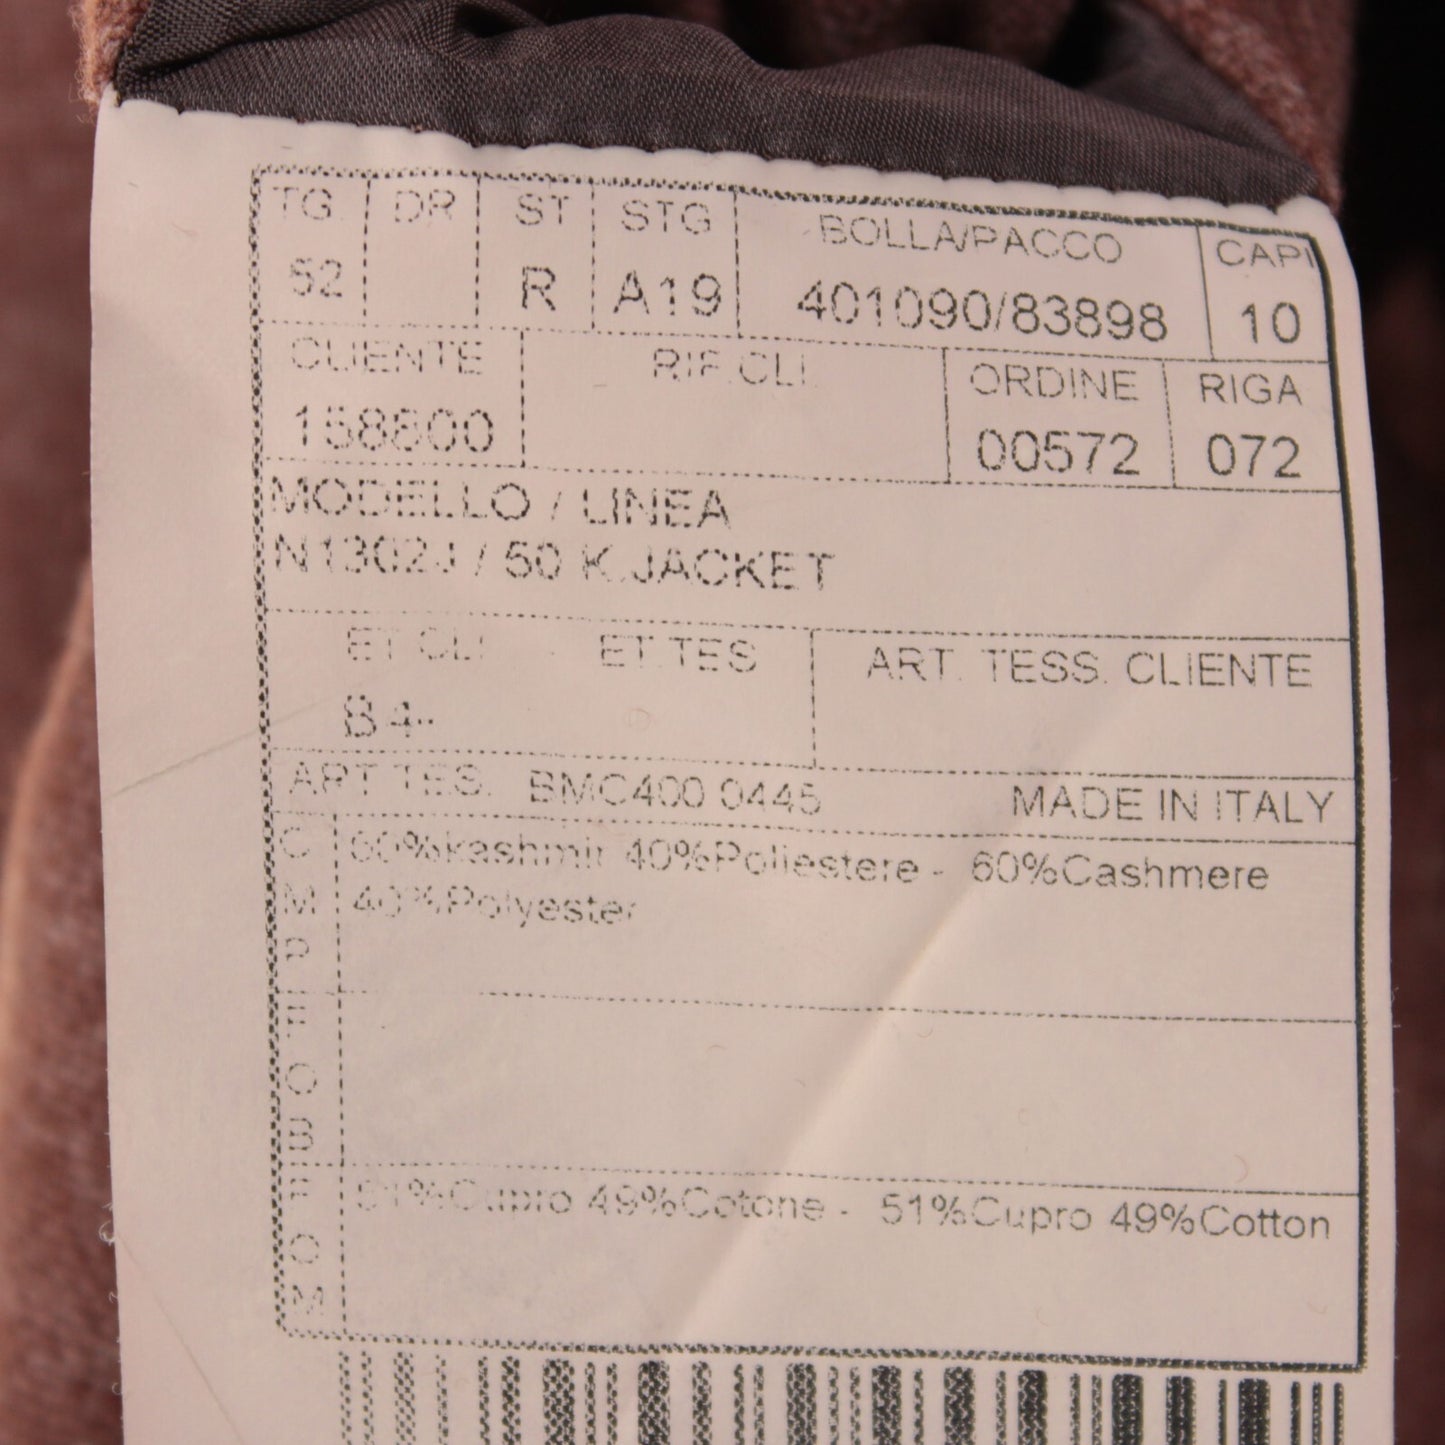 TG. DR ST STG BOLLA/PACCO CAPI
52 R A19 401090/83898 10
CLIENTE RIF.CLI. ORDINE RIGA
158600 00572 072
MODELLO / LINEA
N1302J / 50 K.JACKET
ET.CLI. ET.TES ART. TESS. CLIENTE
B4-
ART.TES. BMC400 0445 MADE IN ITALY
60%kashmir 40%Poliestere - 60%Cashmere
40%Polyester
51%Cupro 49%Cotone - 51%Cupro 49%Cotton